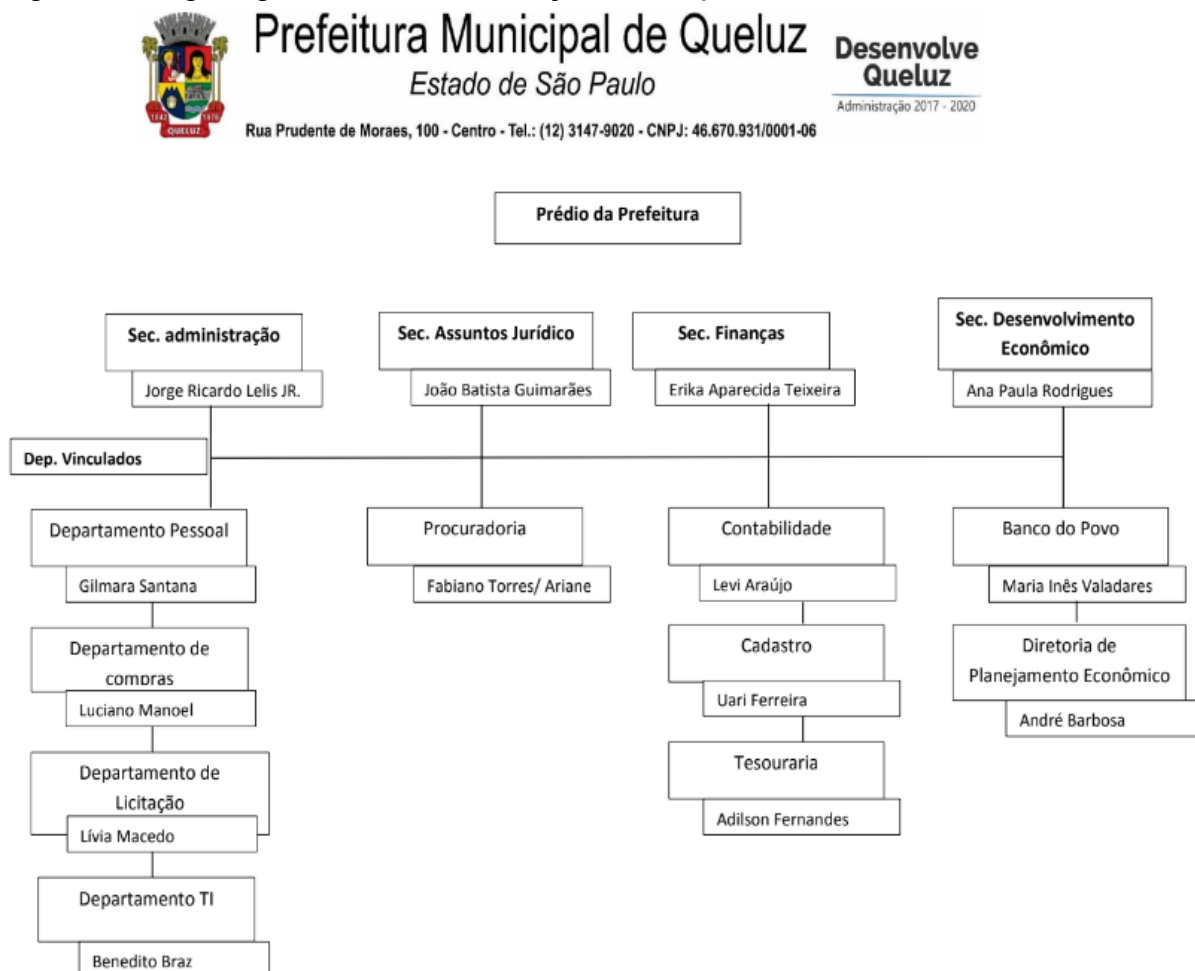 Prefeitura Municipal de Queluz
Estado de São Paulo
Rua Prudente de Moraes, 100 - Centro - Tel.: (12) 3147-9020 - CNPJ: 46.670.931/0001-06
Desenvolve
Queluz
Administração 2017 - 2020
1842
1876
QUELUZ
Prédio da Prefeitura
Sec. administração
Jorge Ricardo Lelis JR.
Sec. Assuntos Jurídico
João Batista Guimarães
Sec. Finanças
Erika Aparecida Teixeira
Sec. Desenvolvimento
Econômico
Ana Paula Rodrigues
Dep. Vinculados
Departamento Pessoal
Gilmara Santana
Departamento de
compras
Luciano Manoel
Departamento de
Licitação
Lívia Macedo
Departamento TI
Benedito Braz
Procuradoria
Fabiano Torres/ Ariane
Contabilidade
Levi Araújo
Cadastro
Uari Ferreira
Tesouraria
Adilson Fernandes
Banco do Povo
Maria Inês Valadares
Diretoria de
Planejamento Econômico
André Barbosa